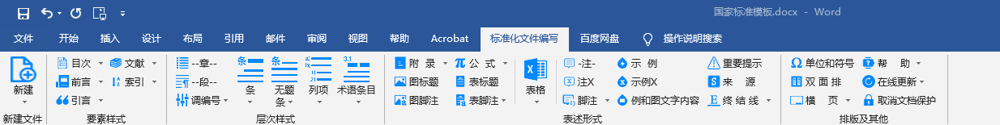 国家标准模板.docx - Word
文件 开始 插入 设计 布局 引用 邮件 审阅 视图 帮助 Acrobat 标准化文件编写 百度网盘 操作说明搜索
目次 文献 --章-- 3.1 附 录 公 式 -注- 示 例 重要提示 单位和符号 帮 助
新建 前言 索引 --段-- 条 无题条 列项 术语条目 图标题 表标题 表格 注X 示例X 来 源 双 面 排 在线更新
引言 调编号 图脚注 表脚注 脚注 例和图文字内容 终 结 线 横 页 取消文档保护
新建文件 要素样式 层次样式 表述形式 排版及其他